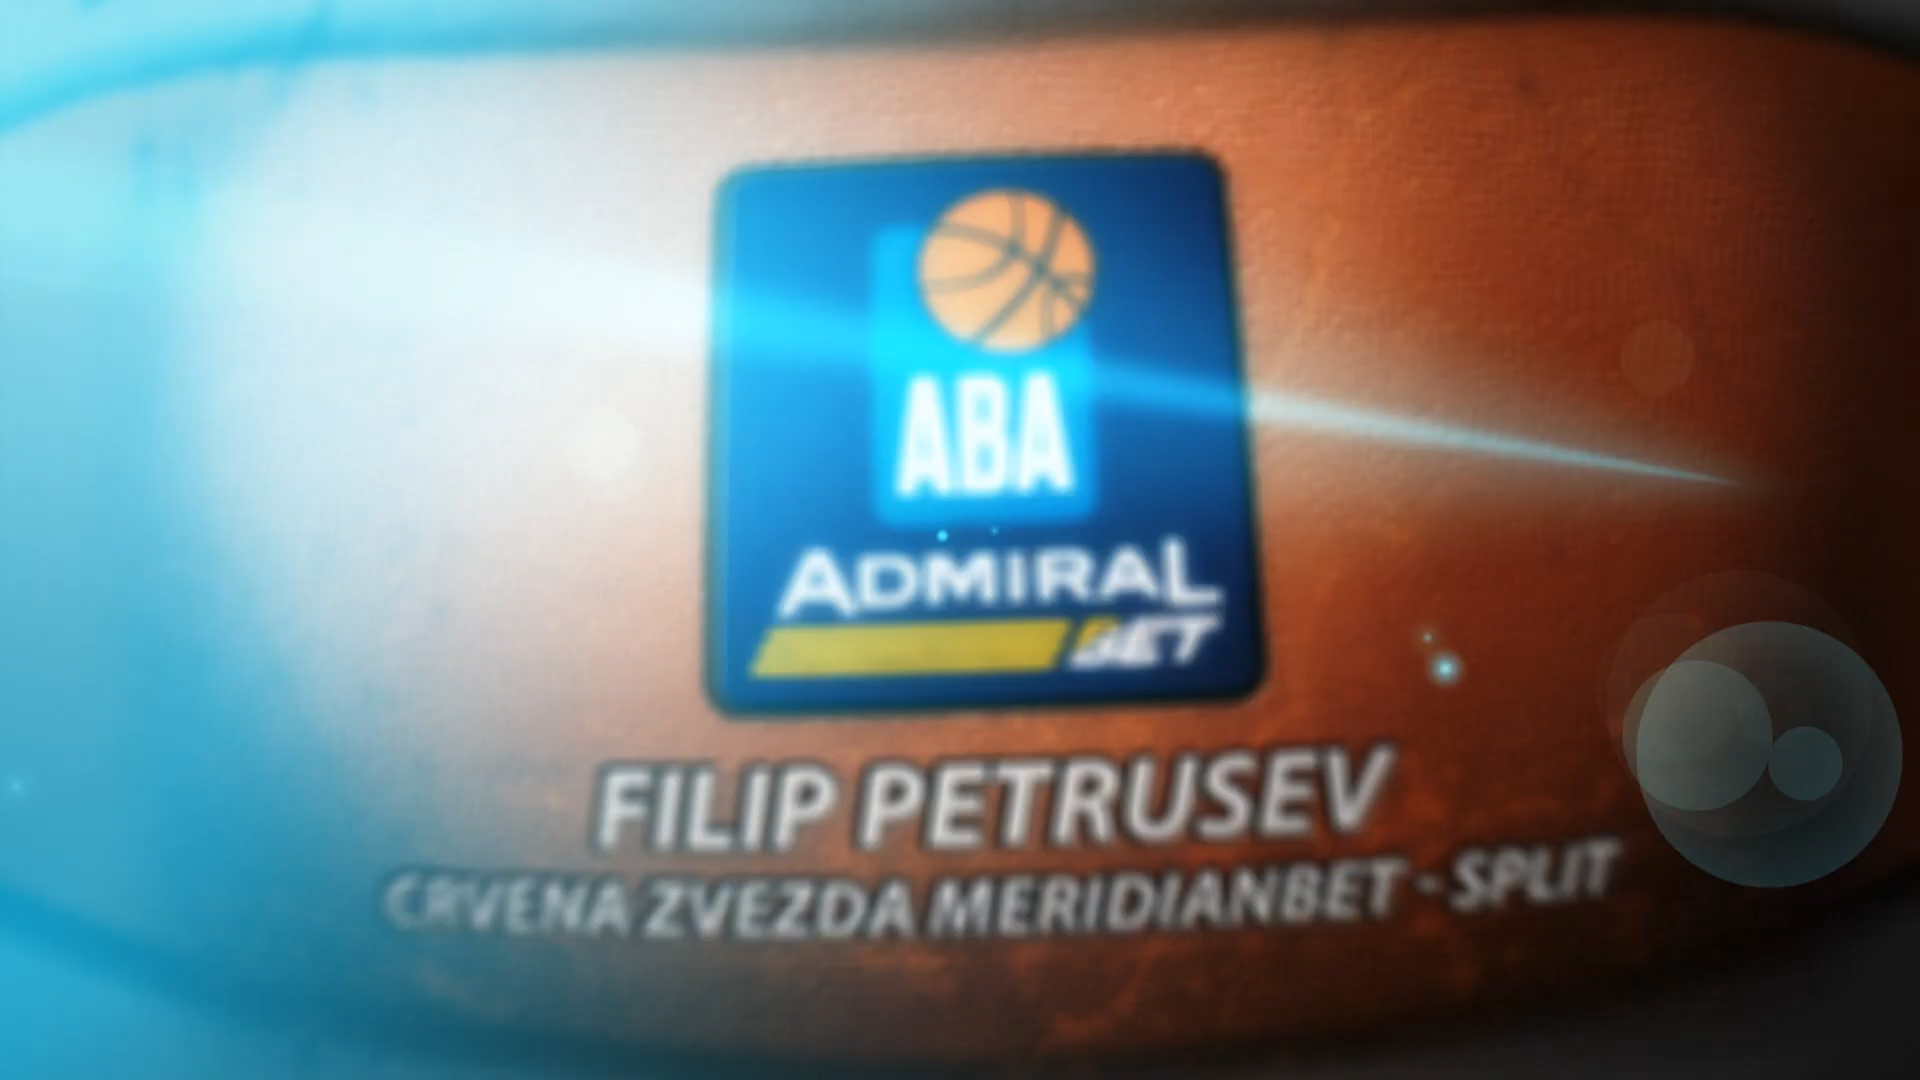 ABA
ADMIRAL
BET
FILIP PETRUSEV
CRVENA ZVEZDA MERIDIANBET - SPLIT